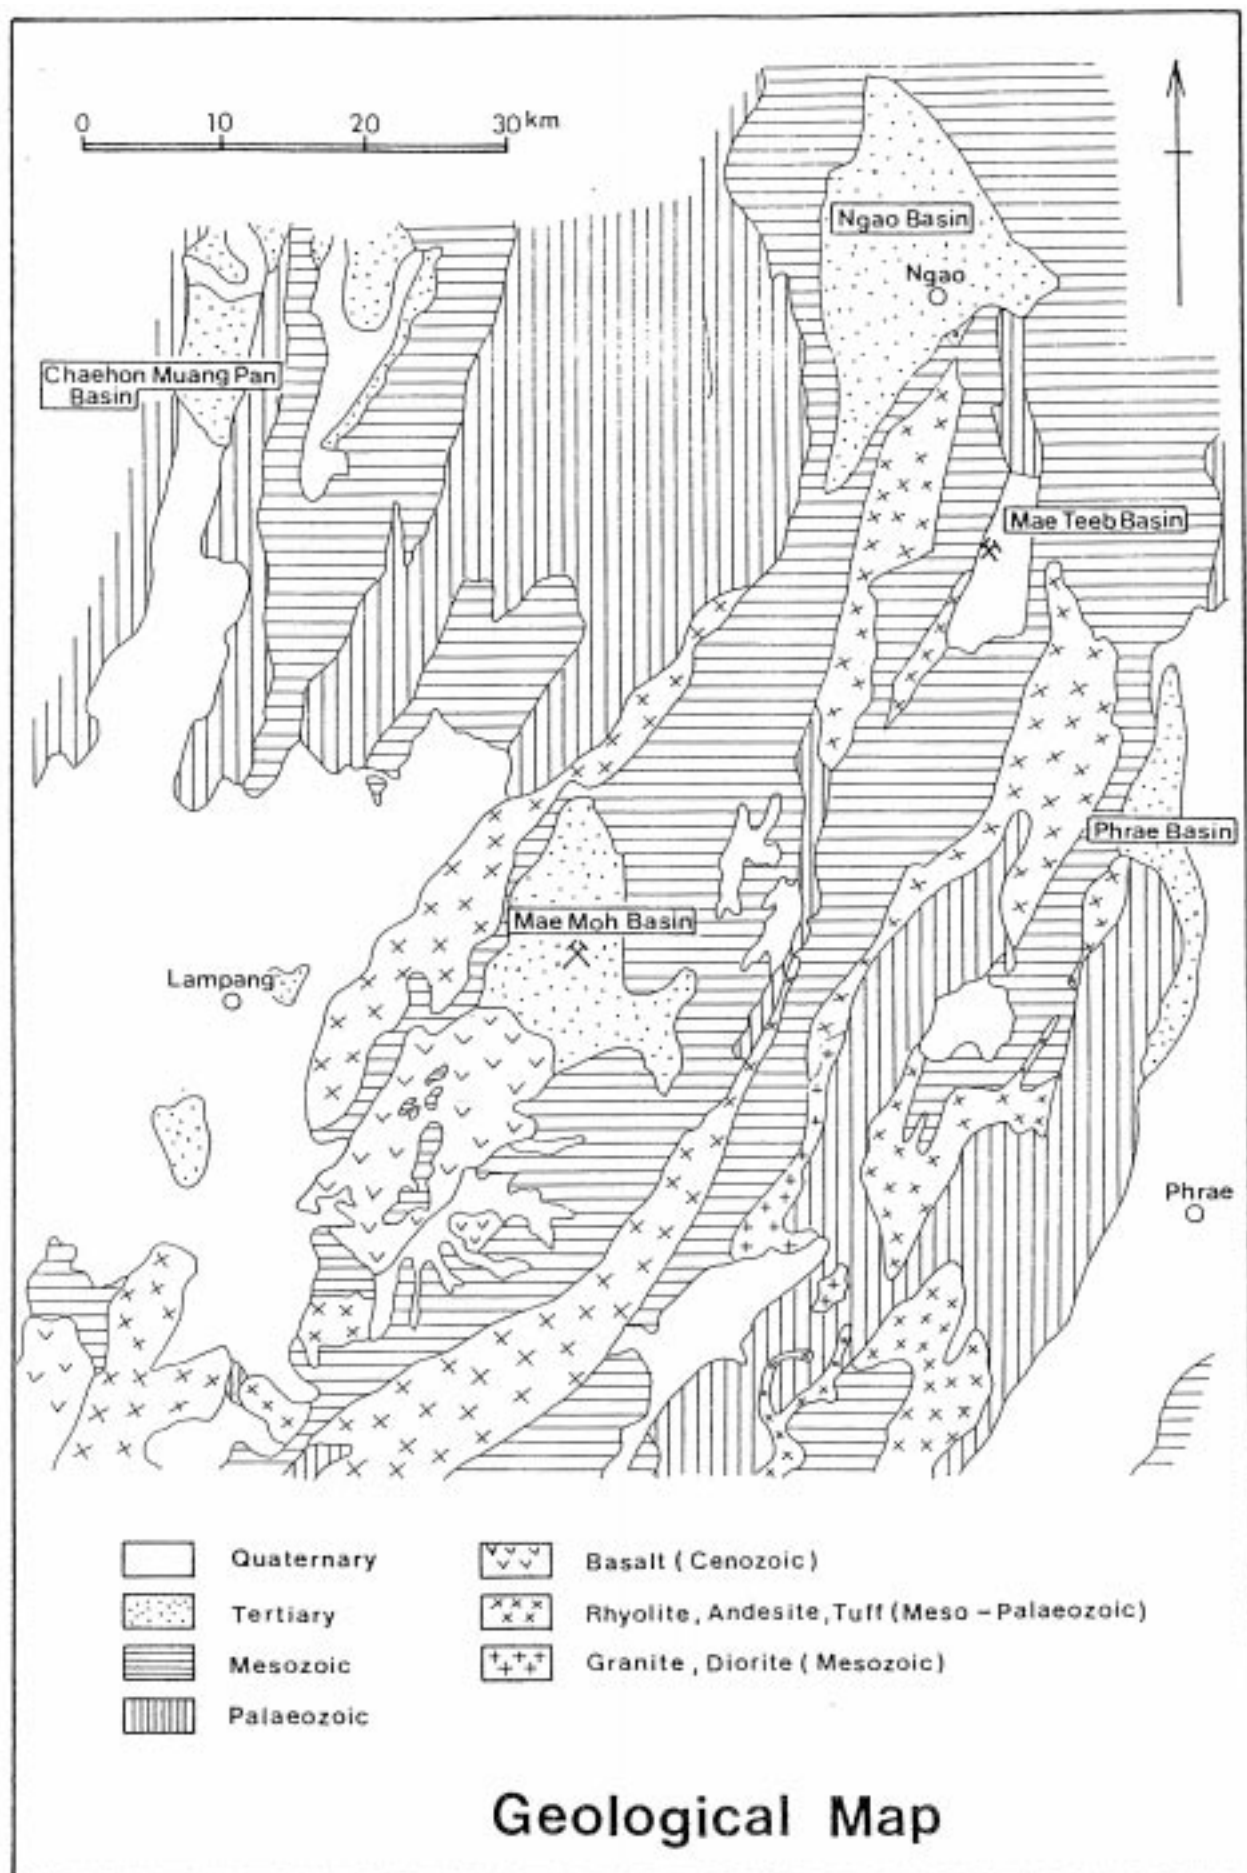 0 10 20 30 km
Ngao Basin
Ngao
Chaehon Muang Pan
Basin
Mae Teeb Basin
Phrae Basin
Mae Moh Basin
Lampang
Phrae
Quaternary
Tertiary
Mesozoic
Palaeozoic
Basalt (Cenozoic)
Rhyolite, Andesite, Tuff (Meso – Palaeozoic)
Granite, Diorite (Mesozoic)
Geological Map